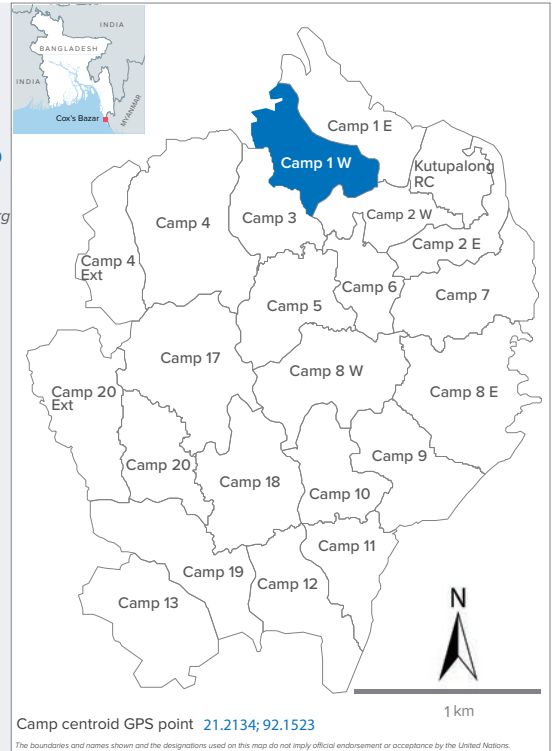 INDIA
BANGLADESH
INDIA
MYANMAR
Cox's Bazar
rg
Camp 1 E
Camp 1 W
Kutupalong
RC
Camp 4
Camp 3
Camp 2 W
Camp 2 E
Camp 4
Ext
Camp 6
Camp 7
Camp 5
Camp 17
Camp 8 W
Camp 20
Ext
Camp 8 E
Camp 9
Camp 20
Camp 18
Camp 10
Camp 11
Camp 19
Camp 12
Camp 13
N
1 km
Camp centroid GPS point 21.2134; 92.1523
The boundaries and names shown and the designations used on this map do not imply official endorsement or acceptance by the United Nations.